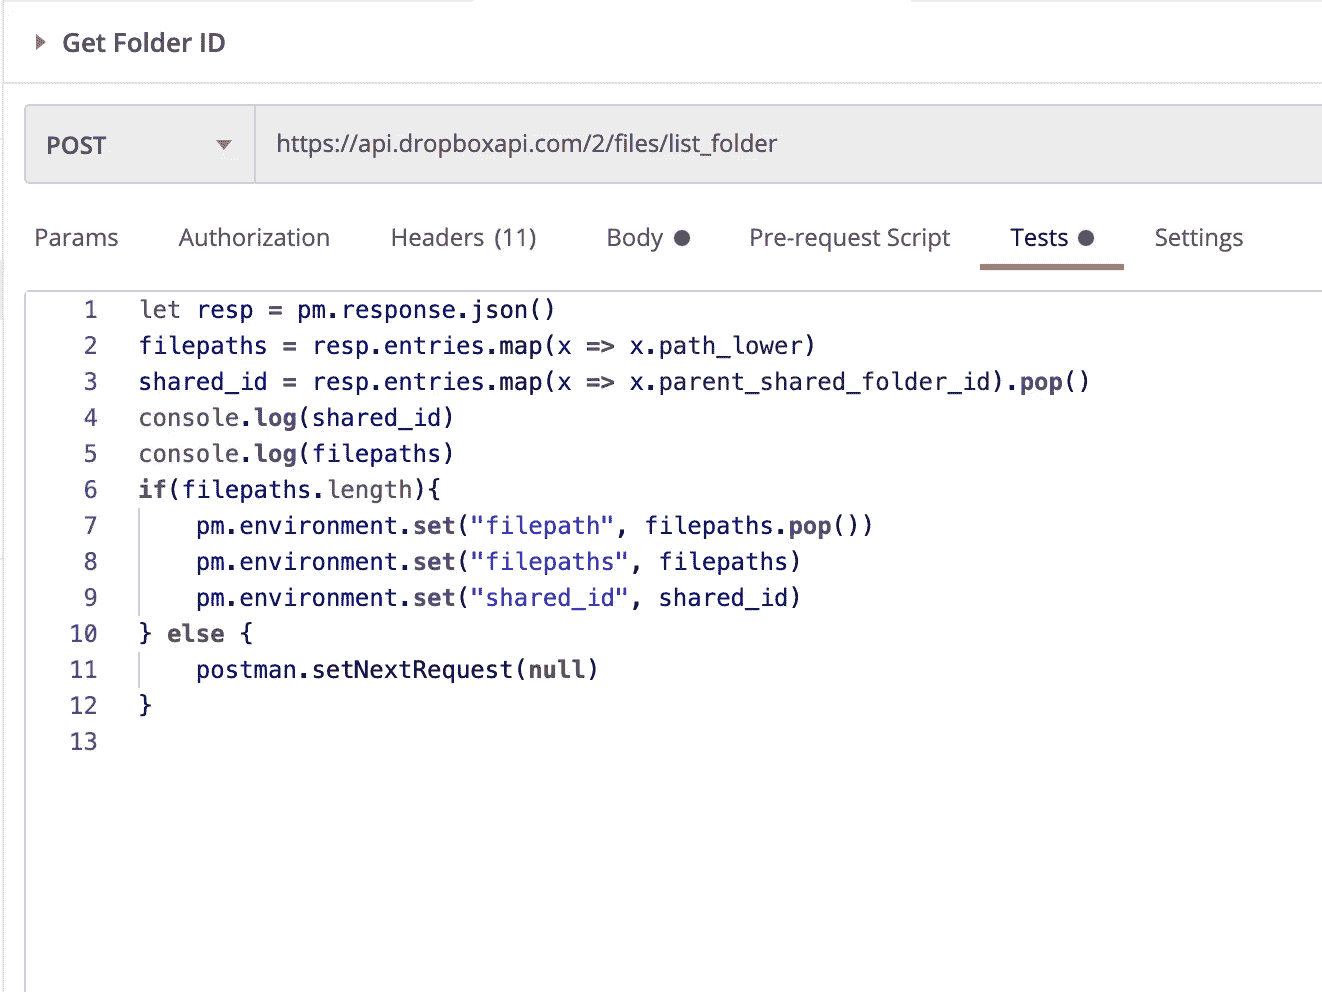 Get Folder ID
POST https://api.dropboxapi.com/2/files/list_folder
Params Authorization Headers (11) Body Pre-request Script Tests Settings
1 let resp = pm.response.json()
2 filepaths = resp.entries.map(x => x.path_lower)
3 shared_id = resp.entries.map(x => x.parent_shared_folder_id).pop()
4 console.log(shared_id)
5 console.log(filepaths)
6 if(filepaths.length){
7     pm.environment.set("filepath", filepaths.pop())
8     pm.environment.set("filepaths", filepaths)
9     pm.environment.set("shared_id", shared_id)
10 } else {
11     postman.setNextRequest(null)
12 }
13